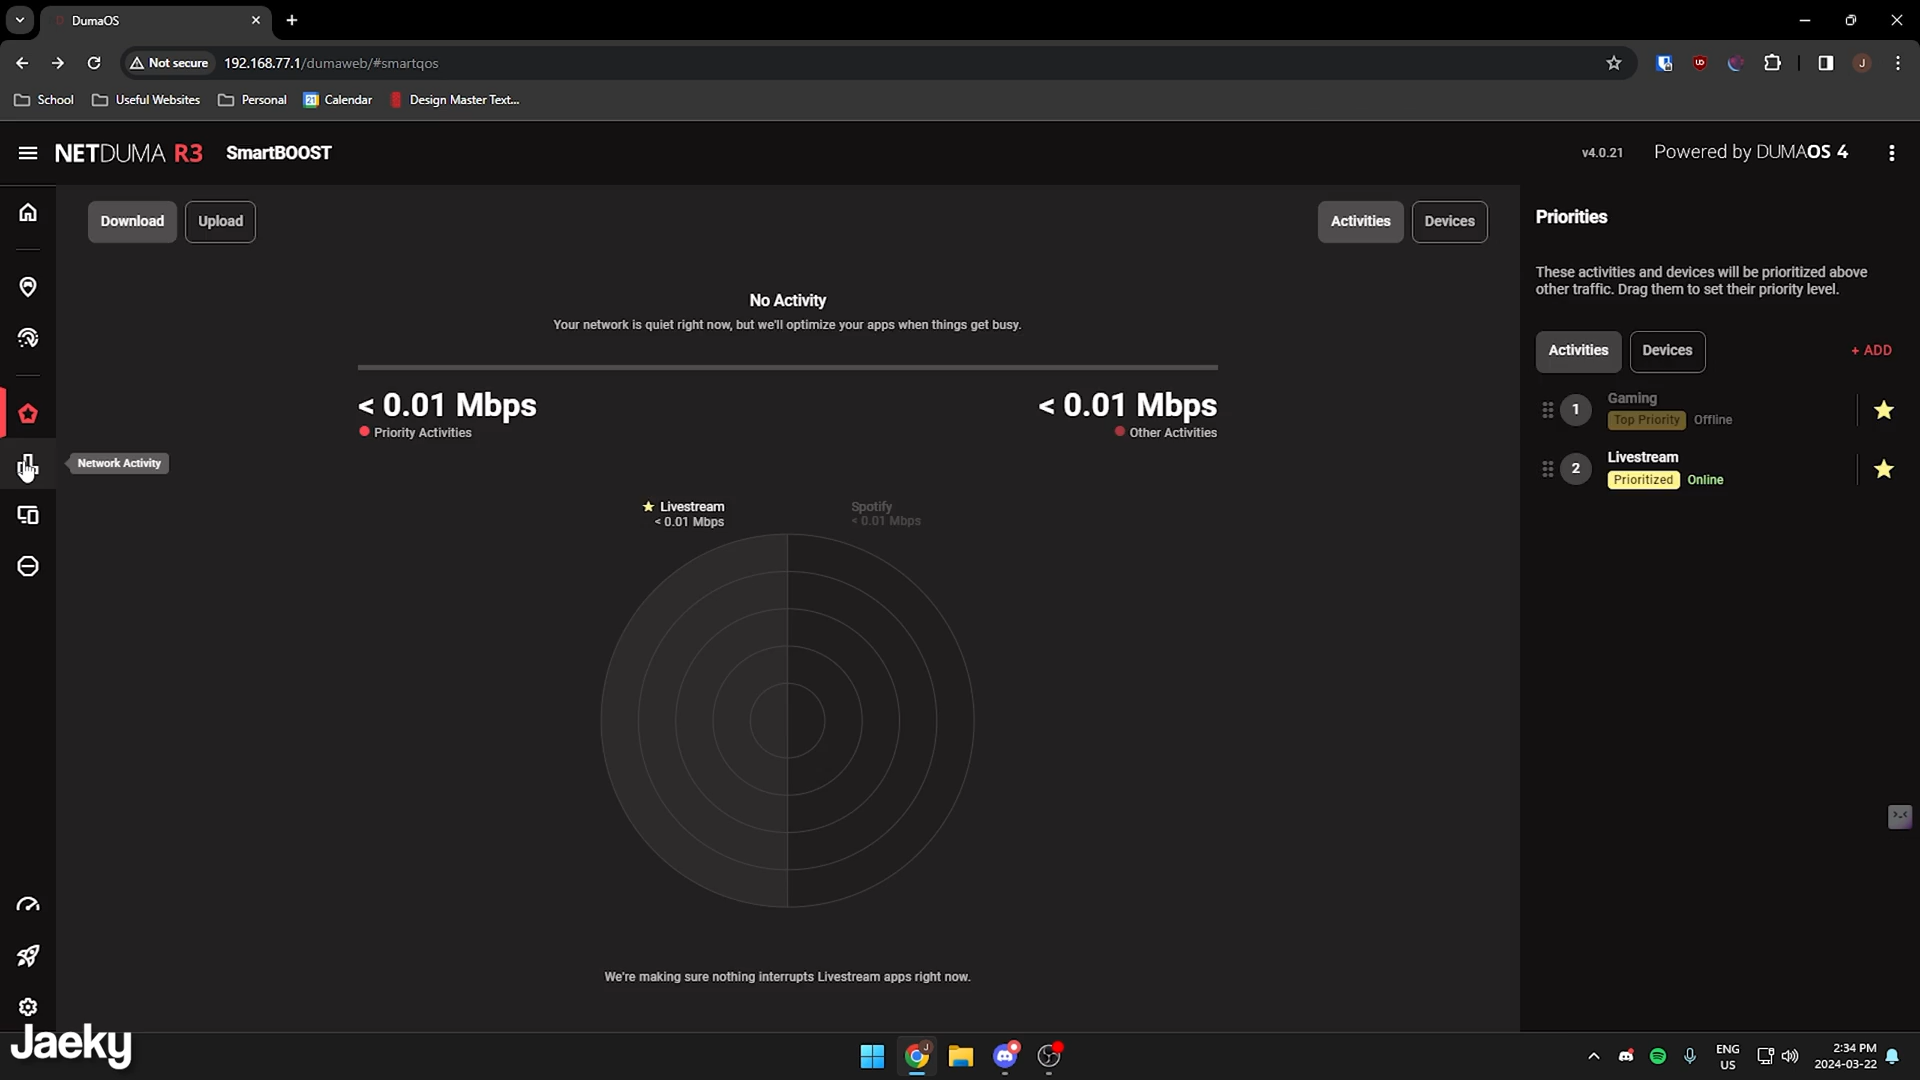 DumaOS
Not secure
192.168.77.1/dumaweb/#smartqos
J
School
Useful Websites
Personal
Calendar
Design Master Text...
NETDUMA R3
SmartBOOST
v4.0.21
Powered by DUMAOS 4
Download
Upload
Activities
Devices
No Activity
Your network is quiet right now, but we'll optimize your apps when things get busy.
< 0.01 Mbps
Priority Activities
< 0.01 Mbps
Other Activities
Network Activity
Livestream
< 0.01 Mbps
Spotify
< 0.01 Mbps
We're making sure nothing interrupts Livestream apps right now.
Priorities
These activities and devices will be prioritized above
other traffic. Drag them to set their priority level.
Activities
Devices
+ ADD
1
Gaming
Top Priority
Offline
2
Livestream
Prioritized
Online
Jaeky
ENG
US
2:34 PM
2024-03-22